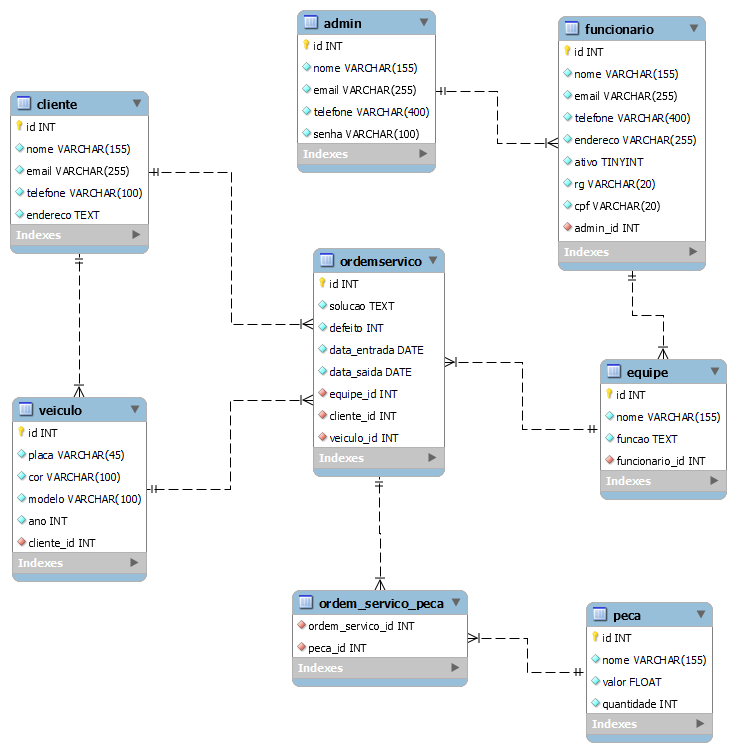 admin
id INT
nome VARCHAR(155)
email VARCHAR(255)
telefone VARCHAR(400)
senha VARCHAR(100)
Indexes
funcionario
id INT
nome VARCHAR(155)
email VARCHAR(255)
telefone VARCHAR(400)
endereco VARCHAR(255)
ativo TINYINT
rg VARCHAR(20)
cpf VARCHAR(20)
admin_id INT
Indexes
cliente
id INT
nome VARCHAR(155)
email VARCHAR(255)
telefone VARCHAR(100)
endereco TEXT
Indexes
ordemservico
id INT
solucao TEXT
defeito INT
data_entrada DATE
data_saida DATE
equipe_id INT
cliente_id INT
veiculo_id INT
Indexes
equipe
id INT
nome VARCHAR(155)
funcao TEXT
funcionario_id INT
Indexes
veiculo
id INT
placa VARCHAR(45)
cor VARCHAR(100)
modelo VARCHAR(100)
ano INT
cliente_id INT
Indexes
ordem_servico_peca
ordem_servico_id INT
peca_id INT
Indexes
peca
id INT
nome VARCHAR(155)
valor FLOAT
quantidade INT
Indexes